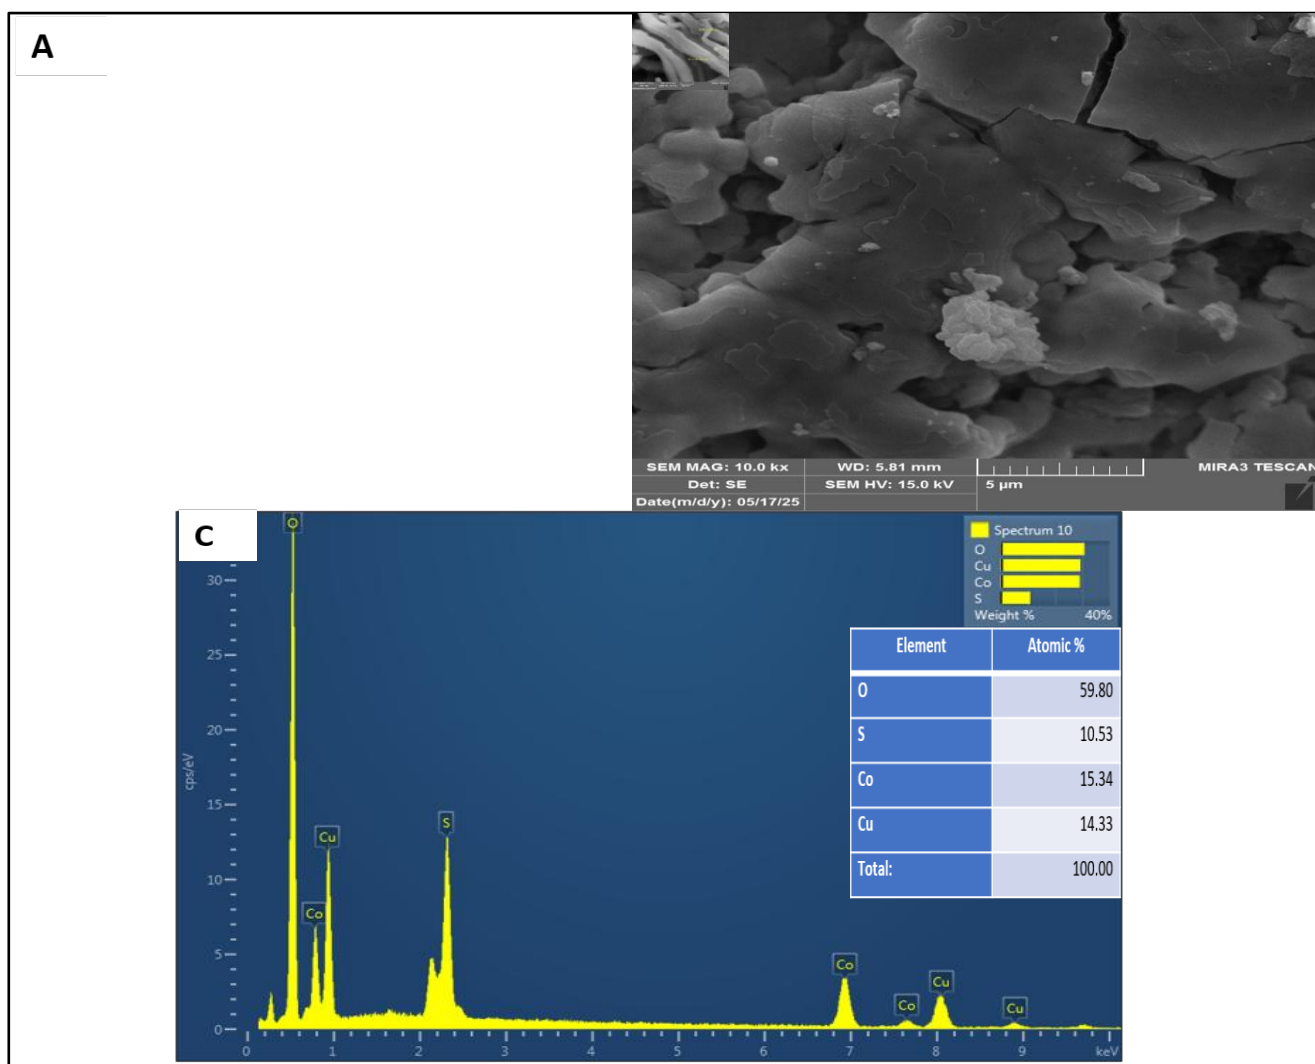 A
SEM MAG: 10.0 kx WD: 5.81 mm MIRA3 TESCAN
Det: SE SEM HV: 15.0 kV 5 µm
Date(m/d/y): 05/17/25
C
Spectrum 10
O
Cu
Co
S
Weight % 40%
Element Atomic %
O 59.80
S 10.53
Co 15.34
Cu 14.33
Total: 100.00
cps/eV
30
25
20
15
10
5
0
O
Co
Cu
S
Co
Co
Cu
Cu
0 1 2 3 4 5 6 7 8 9 keV